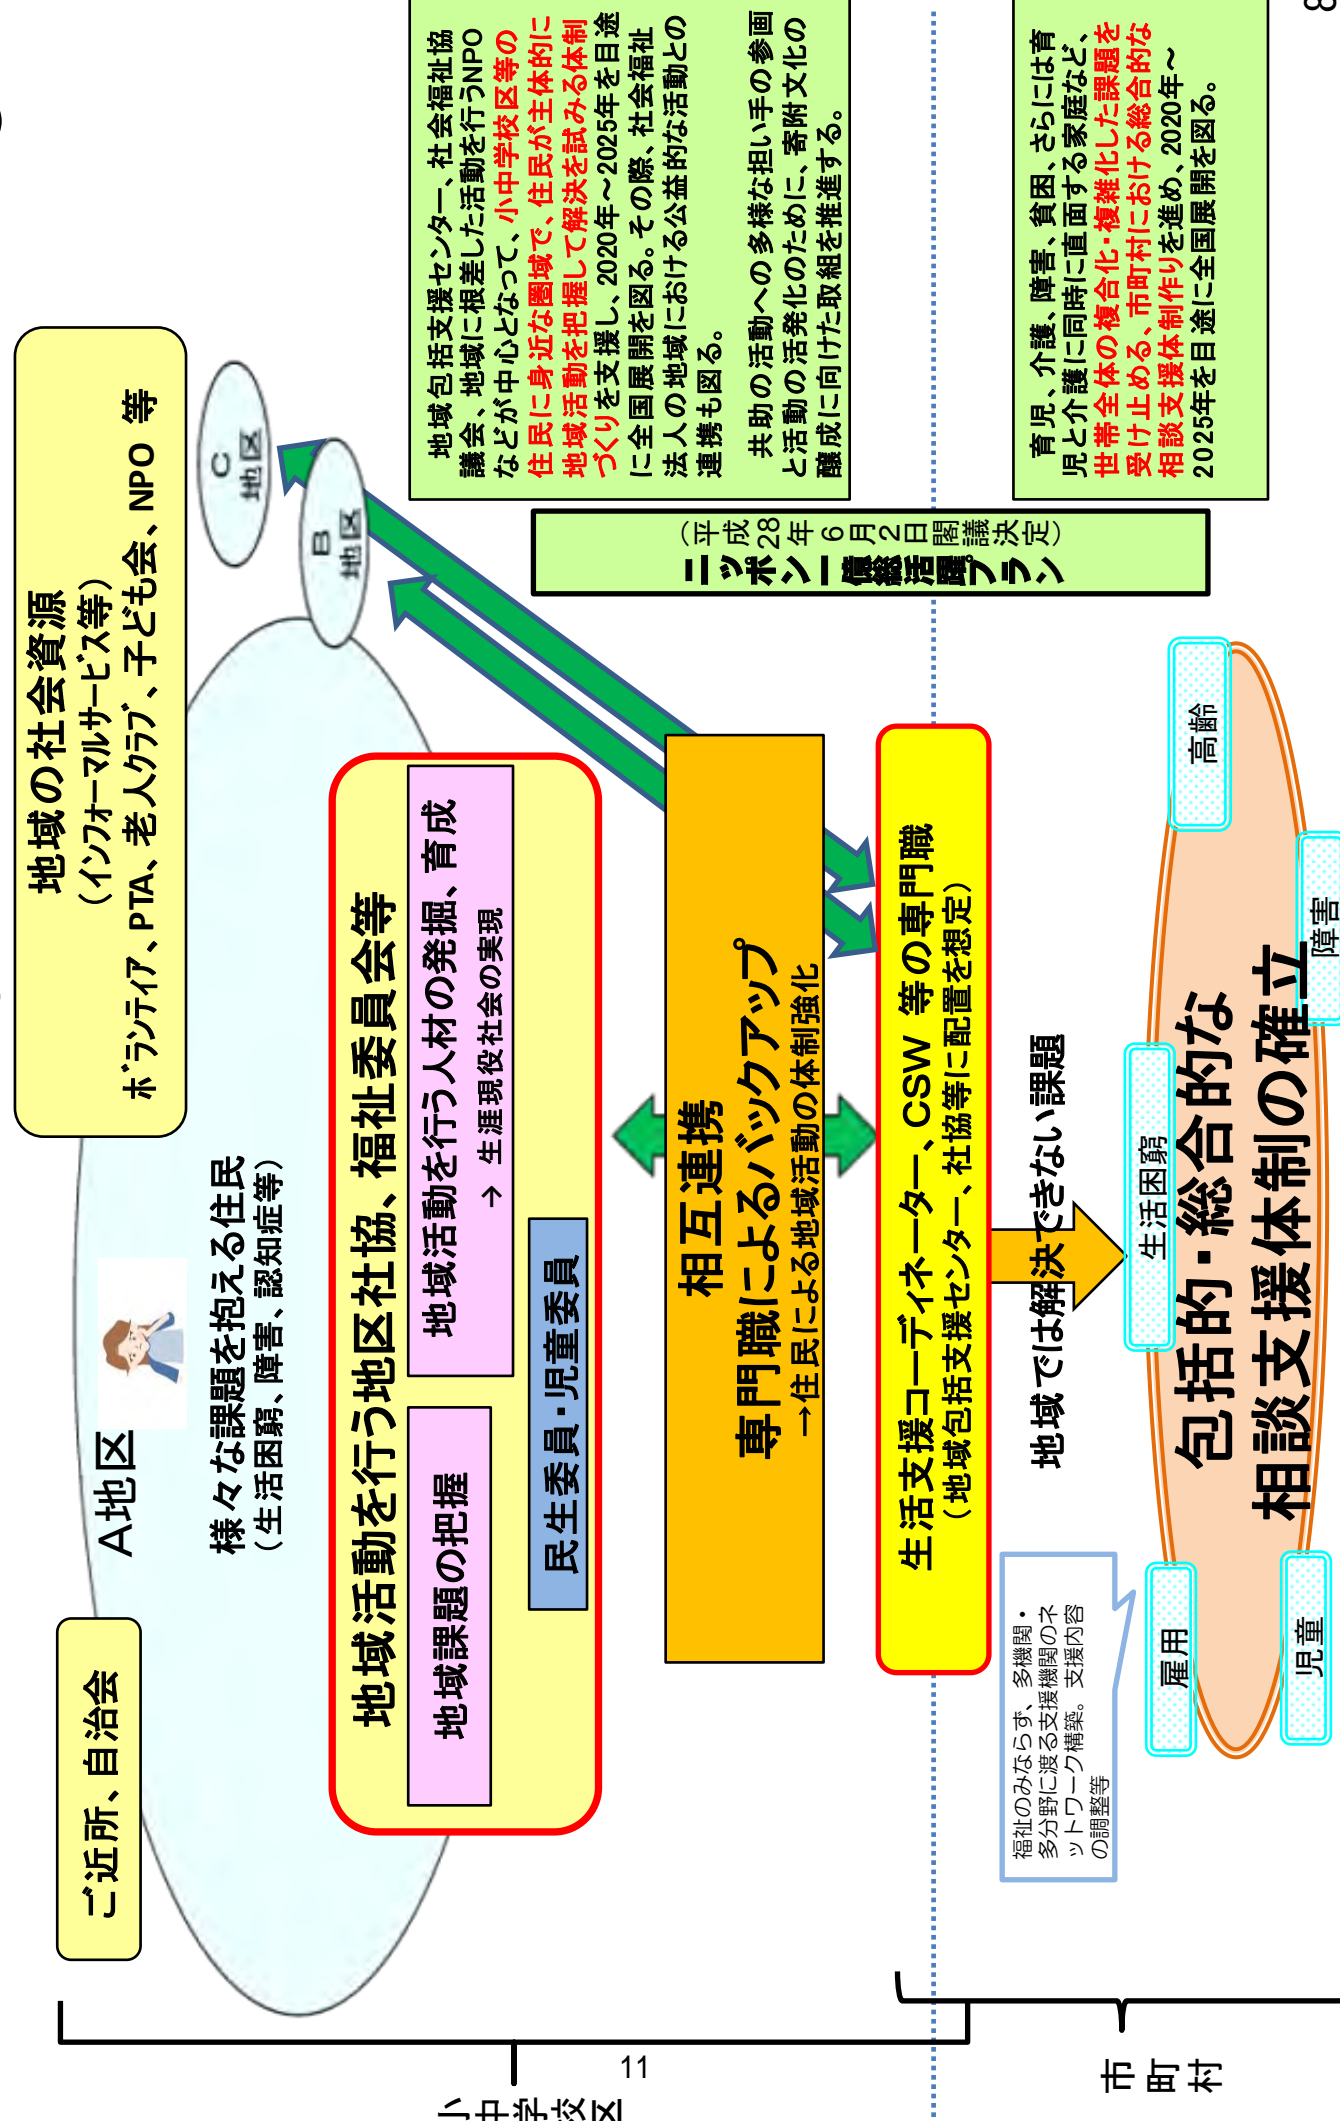 地域の社会資源
（インフォーマルサービス等）
ボランティア、PTA、老人クラブ、子ども会、NPO 等
ご近所、自治会
A地区
C
地区
B
地区
様々な課題を抱える住民
（生活困窮、障害、認知症等）
地域活動を行う地区社協、福祉委員会等
地域課題の把握
地域活動を行う人材の発掘、育成
→ 生涯現役社会の実現
民生委員・児童委員
相互連携
専門職によるバックアップ
→住民による地域活動の体制強化
生活支援コーディネーター、CSW 等の専門職
（地域包括支援センター、社協等に配置を想定）
地域では解決できない課題
福祉のみならず、多機関・
多分野に渡る支援機関のネ
ットワーク構築。支援内容
の調整等
生活困窮
高齢
雇用
包括的・総合的な
相談支援体制の確立
児童
障害
小中学校区
市町村
11
地域包括支援センター、社会福祉協
議会、地域に根差した活動を行うNPO
などが中心となって、小中学校区等の
住民に身近な圏域で、住民が主体的に
地域活動を把握して解決を試みる体制
づくりを支援し、2020年～2025年を目途
に全国展開を図る。その際、社会福祉
法人の地域における公益的な活動との
連携も図る。
共助の活動への多様な担い手の参画
と活動の活発化のために、寄附文化の
醸成に向けた取組を推進する。
ニッポン一億総活躍プラン
（平成28年6月2日閣議決定）
育児、介護、障害、貧困、さらには育
児と介護に同時に直面する家庭など、
世帯全体の複合化・複雑化した課題を
受け止める、市町村における総合的な
相談支援体制作りを進め、2020年～
2025年を目途に全国展開を図る。
8